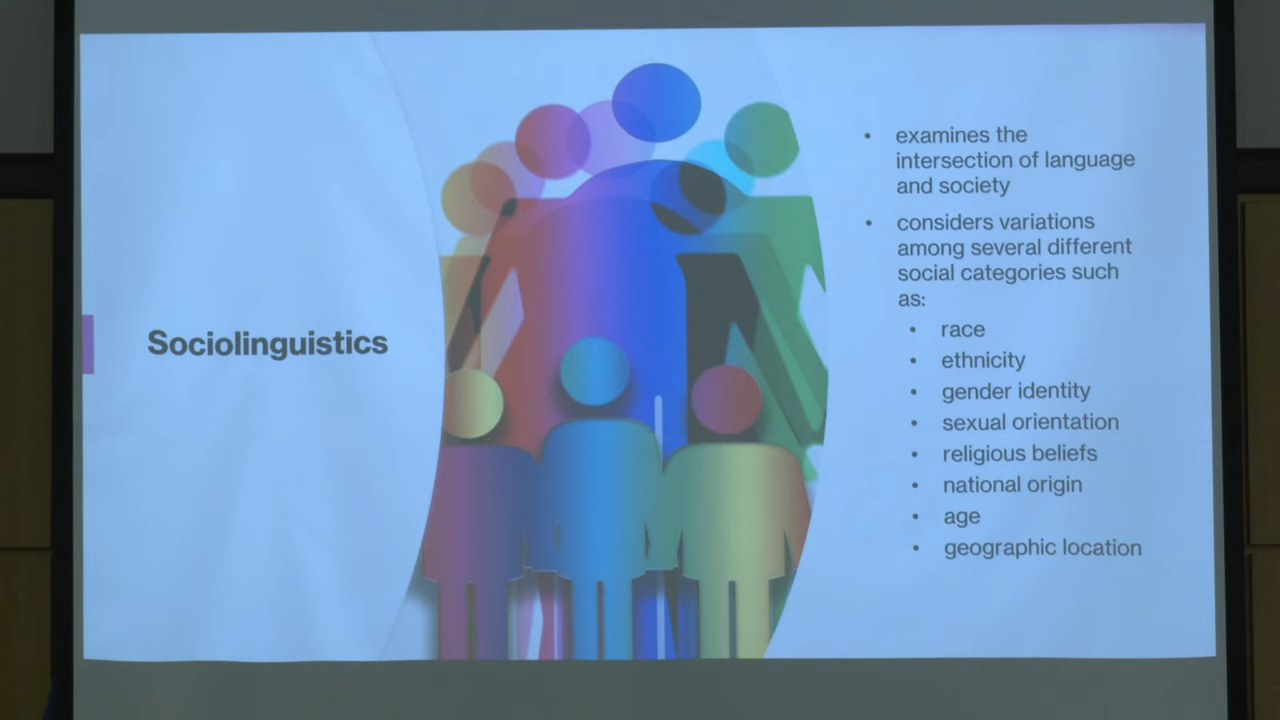 Sociolinguistics
• examines the
intersection of language
and society
• considers variations
among several different
social categories such
as:
• race
• ethnicity
• gender identity
• sexual orientation
• religious beliefs
• national origin
• age
• geographic location